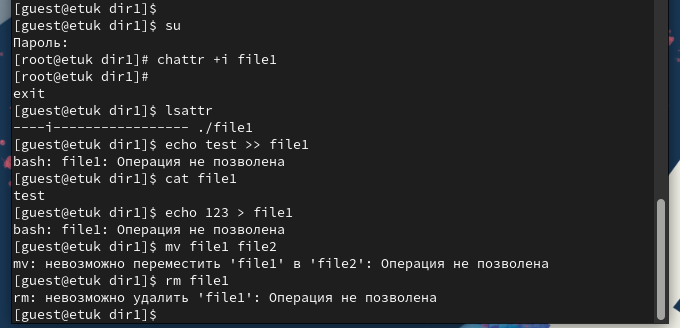 [guest@etuk dir1]$
[guest@etuk dir1]$ su
Пароль:
[root@etuk dir1]# chattr +i file1
[root@etuk dir1]#
exit
[guest@etuk dir1]$ lsattr
----i----------------- ./file1
[guest@etuk dir1]$ echo test >> file1
bash: file1: Операция не позволена
[guest@etuk dir1]$ cat file1
test
[guest@etuk dir1]$ echo 123 > file1
bash: file1: Операция не позволена
[guest@etuk dir1]$ mv file1 file2
mv: невозможно переместить 'file1' в 'file2': Операция не позволена
[guest@etuk dir1]$ rm file1
rm: невозможно удалить 'file1': Операция не позволена
[guest@etuk dir1]$